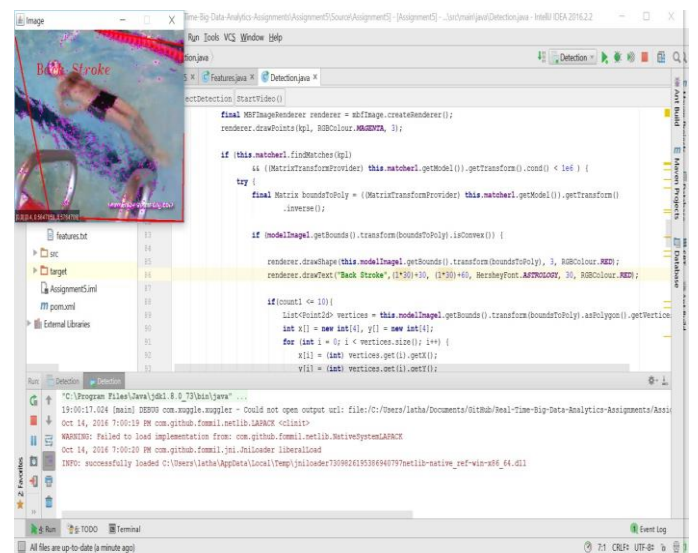 Image
Time-Big-Data-Analytics-Assignments\Assignment5\Source\Assignment5] - [Assignment5] - ...\src\main\java\Detection.java - IntelliJ IDEA 2016.2.2
Run Tools VCS Window Help
Detection
Features.java
Detection.java
StartVideo()
Back Stroke
final MBFImageRenderer renderer = mbfImage.createRenderer();
renderer.drawPoints(kpl, RGBColour.MAGENTA, 3);
if (this.matcher1.findMatches(kpl)
&& ((MatrixTransformProvider) this.matcher1.getModel()).getTransform().cond() < 1e6 ) {
try {
final Matrix boundsToPoly = ((MatrixTransformProvider) this.matcher1.getModel()).getTransform()
.inverse();
if (modelImage1.getBounds().transform(boundsToPoly).isConvex()) {
renderer.drawShape(this.modelImage1.getBounds().transform(boundsToPoly), 3, RGBColour.RED);
renderer.drawText("Back Stroke",(1*30)+30, (1*30)+60, HersheyFont.ASTROLOGY, 30, RGBColour.RED);
if(count1 <= 10){
List<Point2d> vertices = this.modelImage1.getBounds().transform(boundsToPoly).asPolygon().getVertice
int x[] = new int[4], y[] = new int[4];
for (int i = 0; i < vertices.size(); i++) {
x[i] = (int) vertices.get(i).getX();
y[i] = (int) vertices.get(i).getY();
features.txt
src
target
Assignment5.iml
pom.xml
External Libraries
Ant Build
Maven Projects
Database
Run: Detection Detection
"C:\Program Files\Java\jdk1.8.0_73\bin\java" ...
19:00:17.024 [main] DEBUG com.xuggle.xuggler - Could not open output url: file:/C:/Users/latha/Documents/GitHub/Real-Time-Big-Data-Analytics-Assignments/Assi
Oct 14, 2016 7:00:19 PM com.github.fommil.netlib.LAPACK <clinit>
WARNING: Failed to load implementation from: com.github.fommil.netlib.NativeSystemLAPACK
Oct 14, 2016 7:00:20 PM com.github.fommil.jni.JniLoader liberalLoad
INFO: successfully loaded C:\Users\latha\AppData\Local\Temp\jniloader7309826195386940797netlib-native_ref-win-x86_64.dll
2: Favorites
4: Run 6: TODO Terminal
Event Log
All files are up-to-date (a minute ago)
7:1 CRLF UTF-8